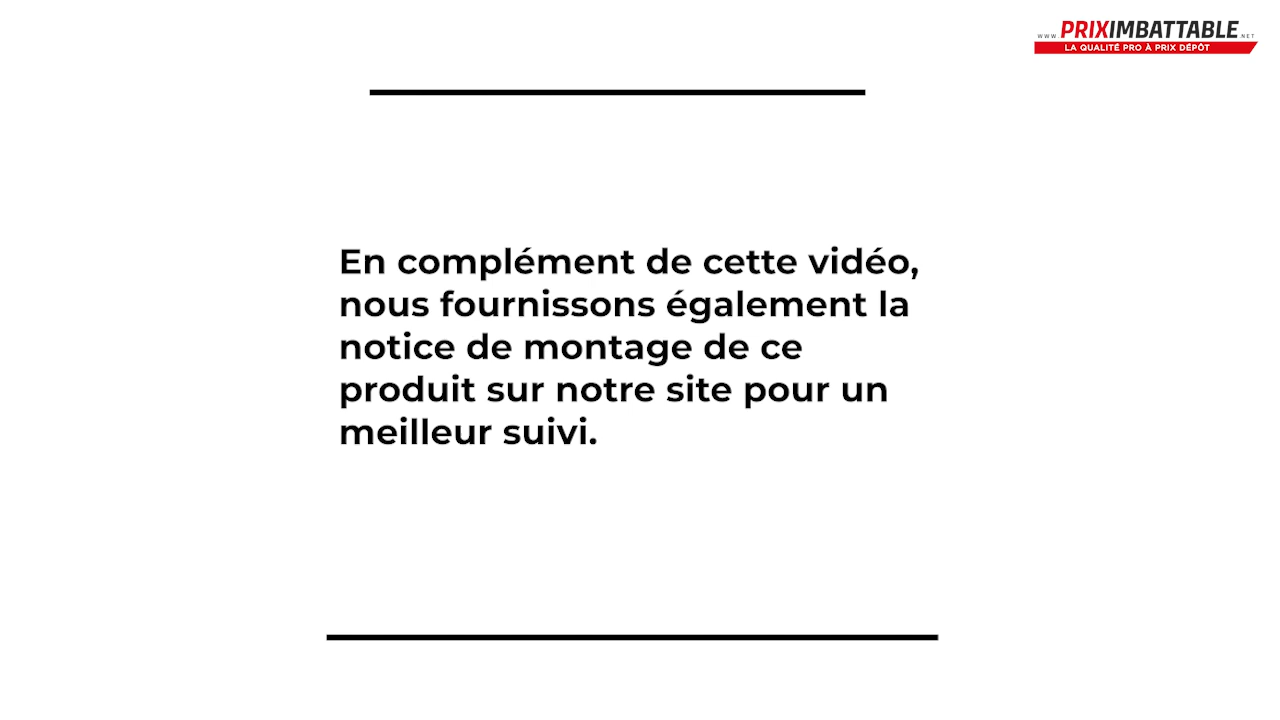 WWW.PRIXIMBATTABLE.NET
LA QUALITÉ PRO À PRIX DÉPÔT
En complément de cette vidéo,
nous fournissons également la
notice de montage de ce
produit sur notre site pour un
meilleur suivi.